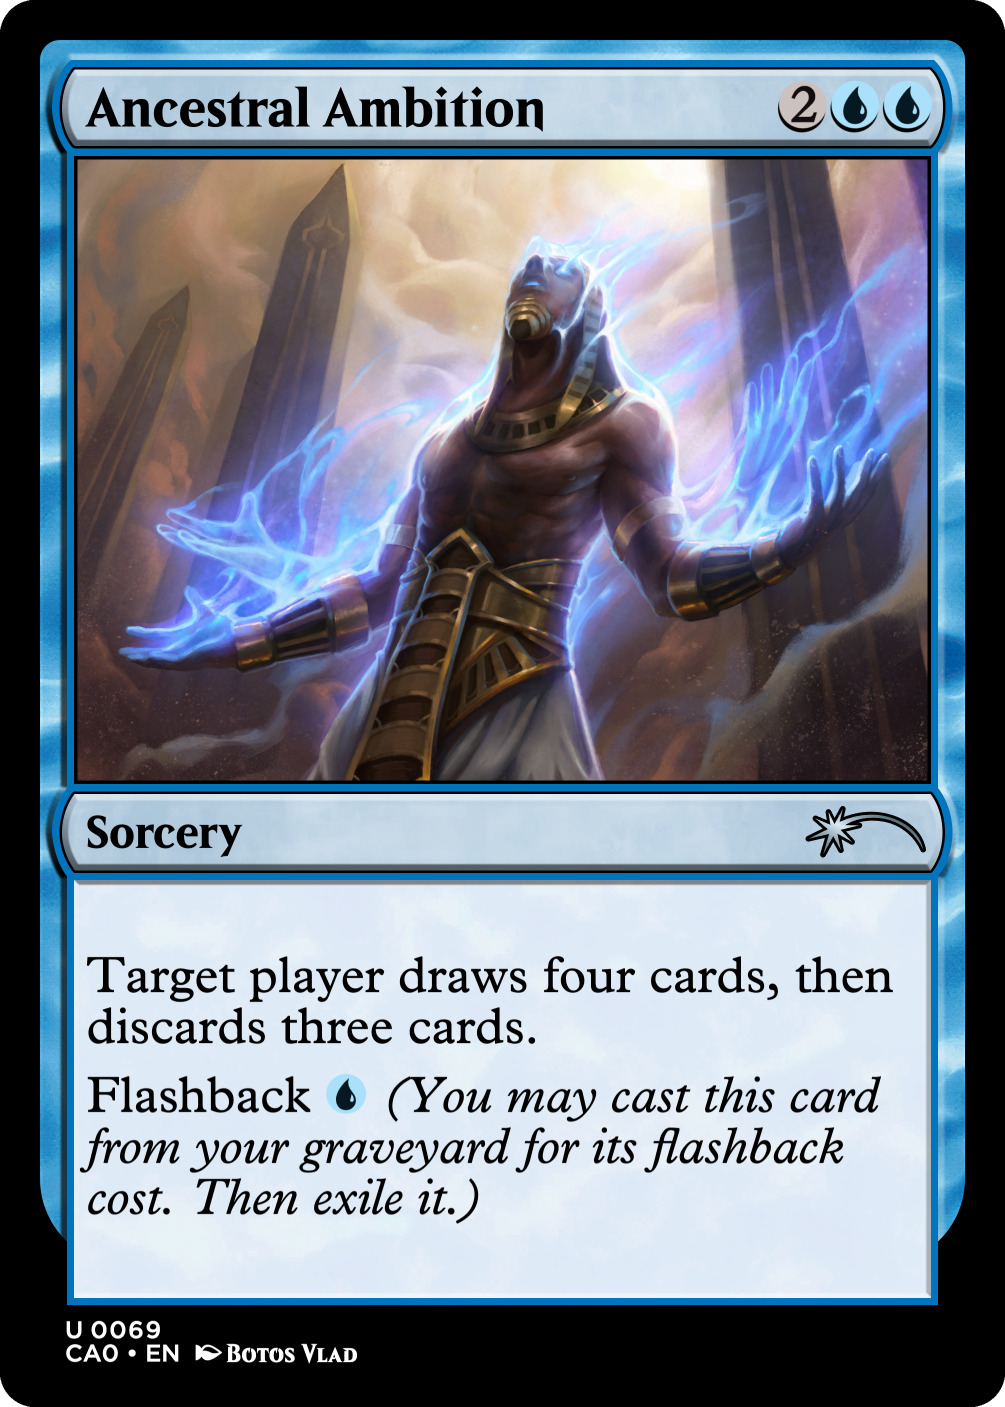 Ancestral Ambition 2
Sorcery
Target player draws four cards, then
discards three cards.
Flashback (You may cast this card
from your graveyard for its flashback
cost. Then exile it.)
U 0069
CAO • EN Botos Vlad